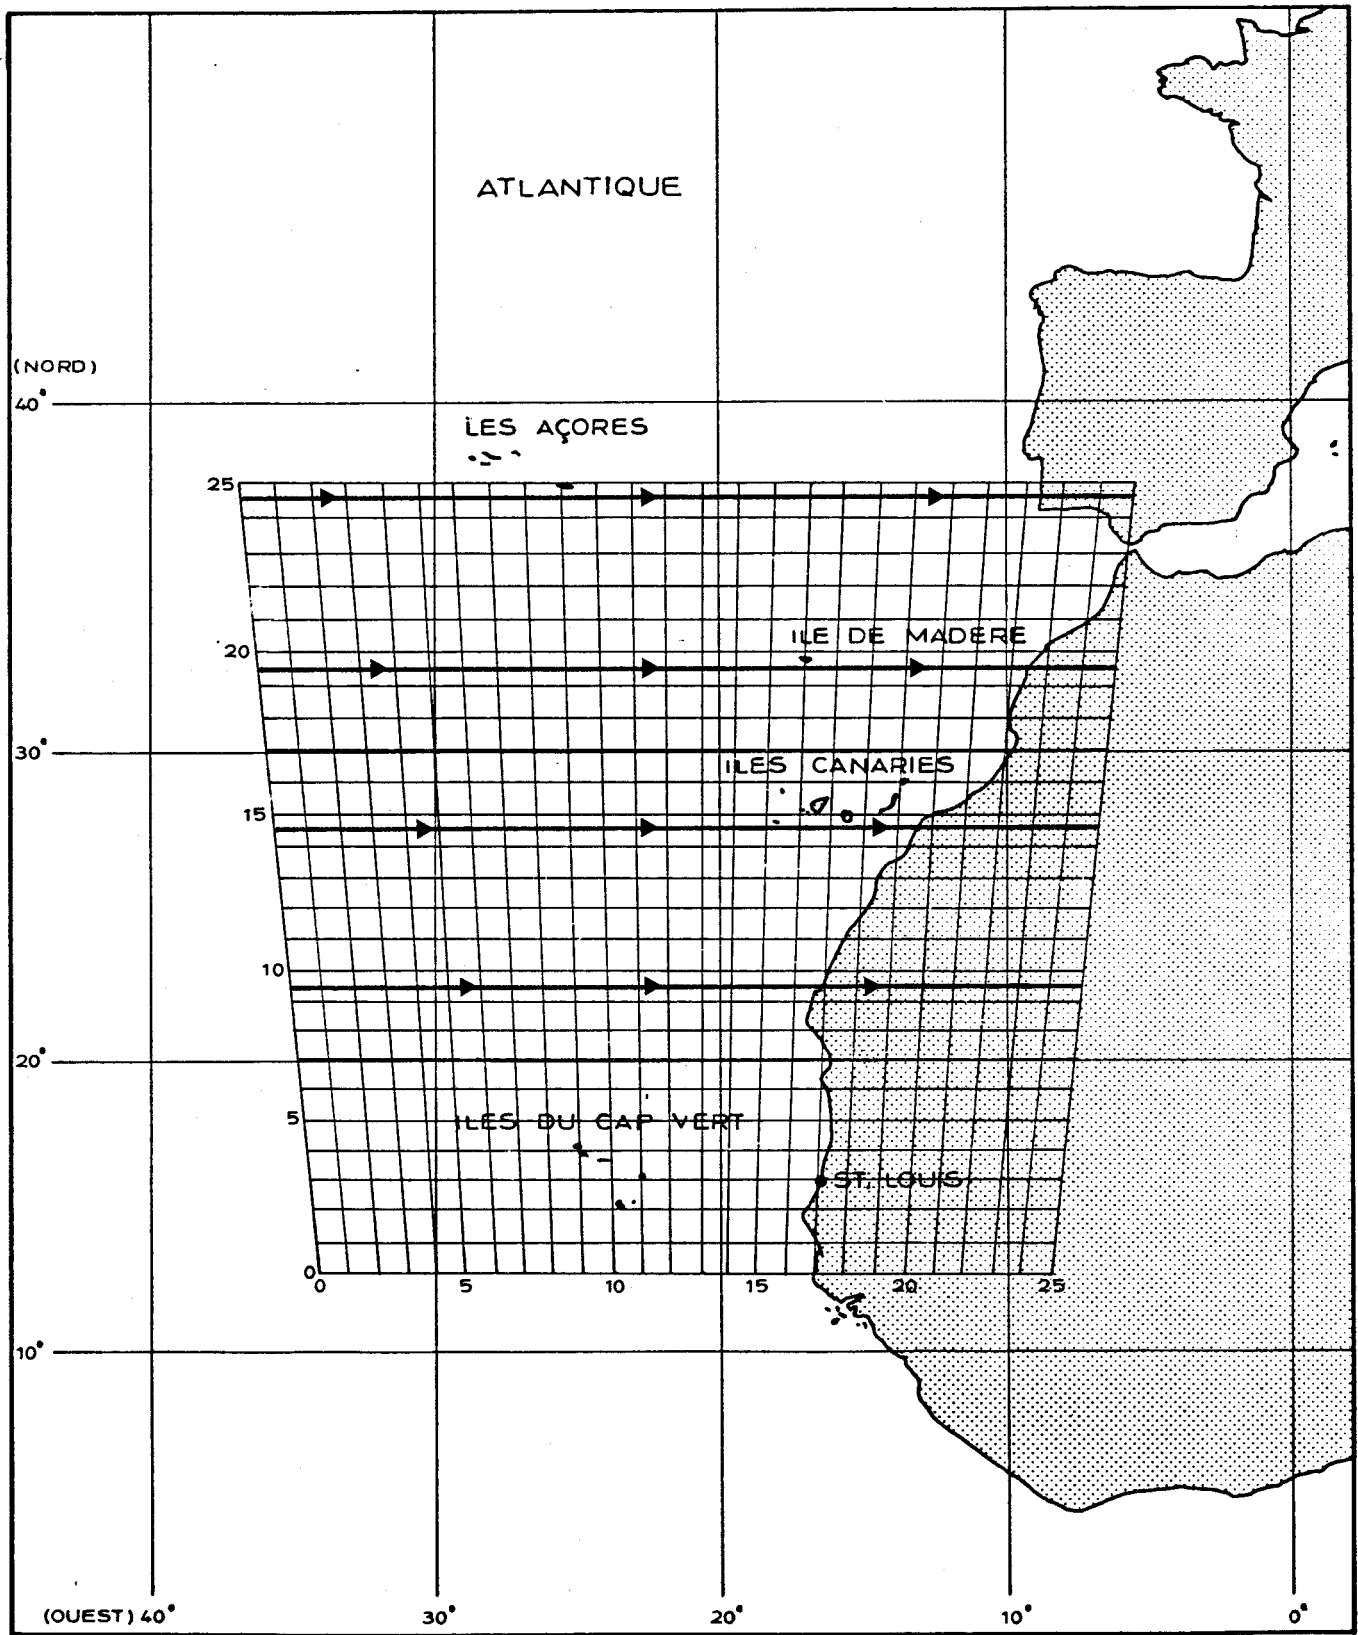 ATLANTIQUE
(NORD)
40°
LES AÇORES
25
ILE DE MADERE
20
30°
ILES CANARIES
15
10
20°
5
ILES DU CAP VERT
ST. LOUIS
0
0 5 10 15 20 25
10°
(OUEST) 40° 30° 20° 10° 0°